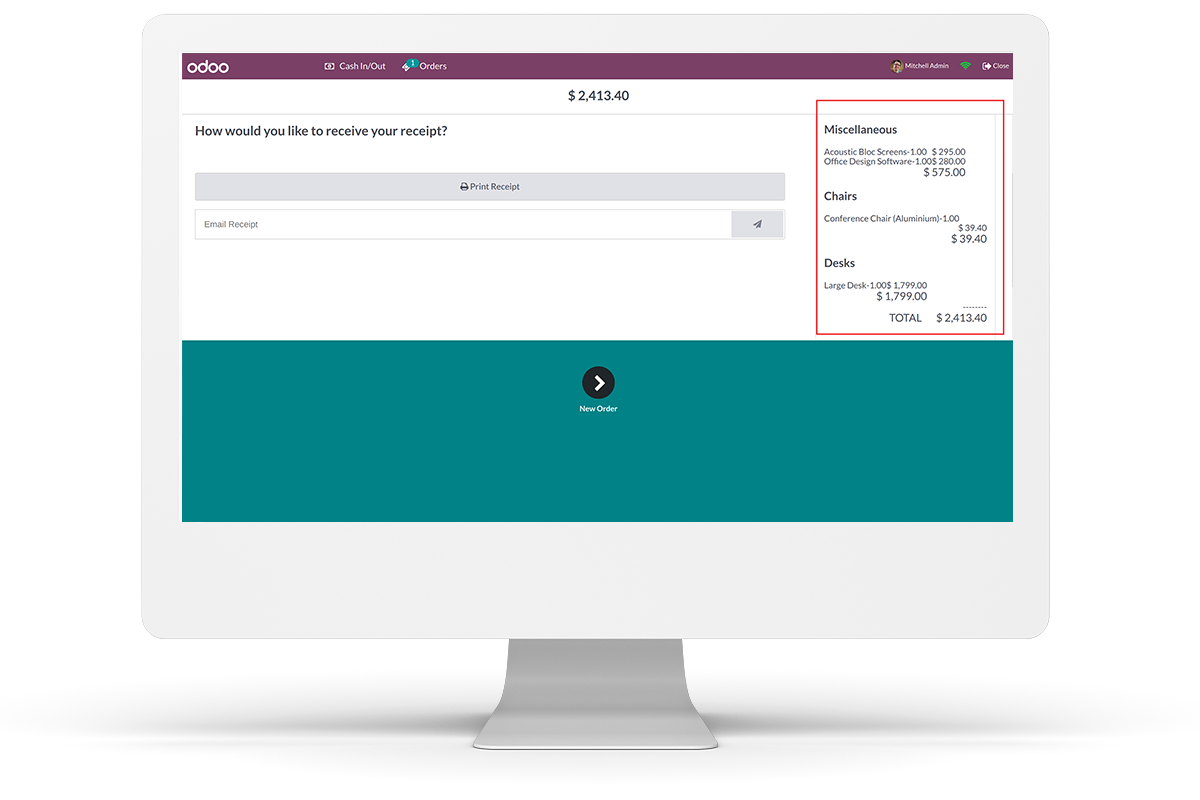 odoo
Cash In/Out
1
Orders
Mitchell Admin
Close
$ 2,413.40
How would you like to receive your receipt?
Print Receipt
Email Receipt
Miscellaneous
Acoustic Bloc Screens-1.00 $ 295.00
Office Design Software-1.00$ 280.00
$ 575.00
Chairs
Conference Chair (Aluminium)-1.00
$ 39.40
$ 39.40
Desks
Large Desk-1.00$ 1,799.00
$ 1,799.00
--------
TOTAL $ 2,413.40
New Order